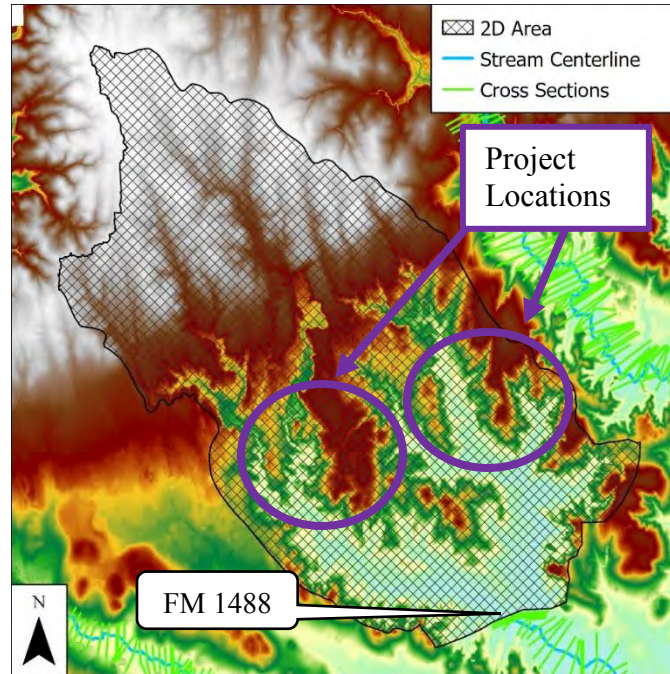 2D Area
Stream Centerline
Cross Sections
Project
Locations
FM 1488
N